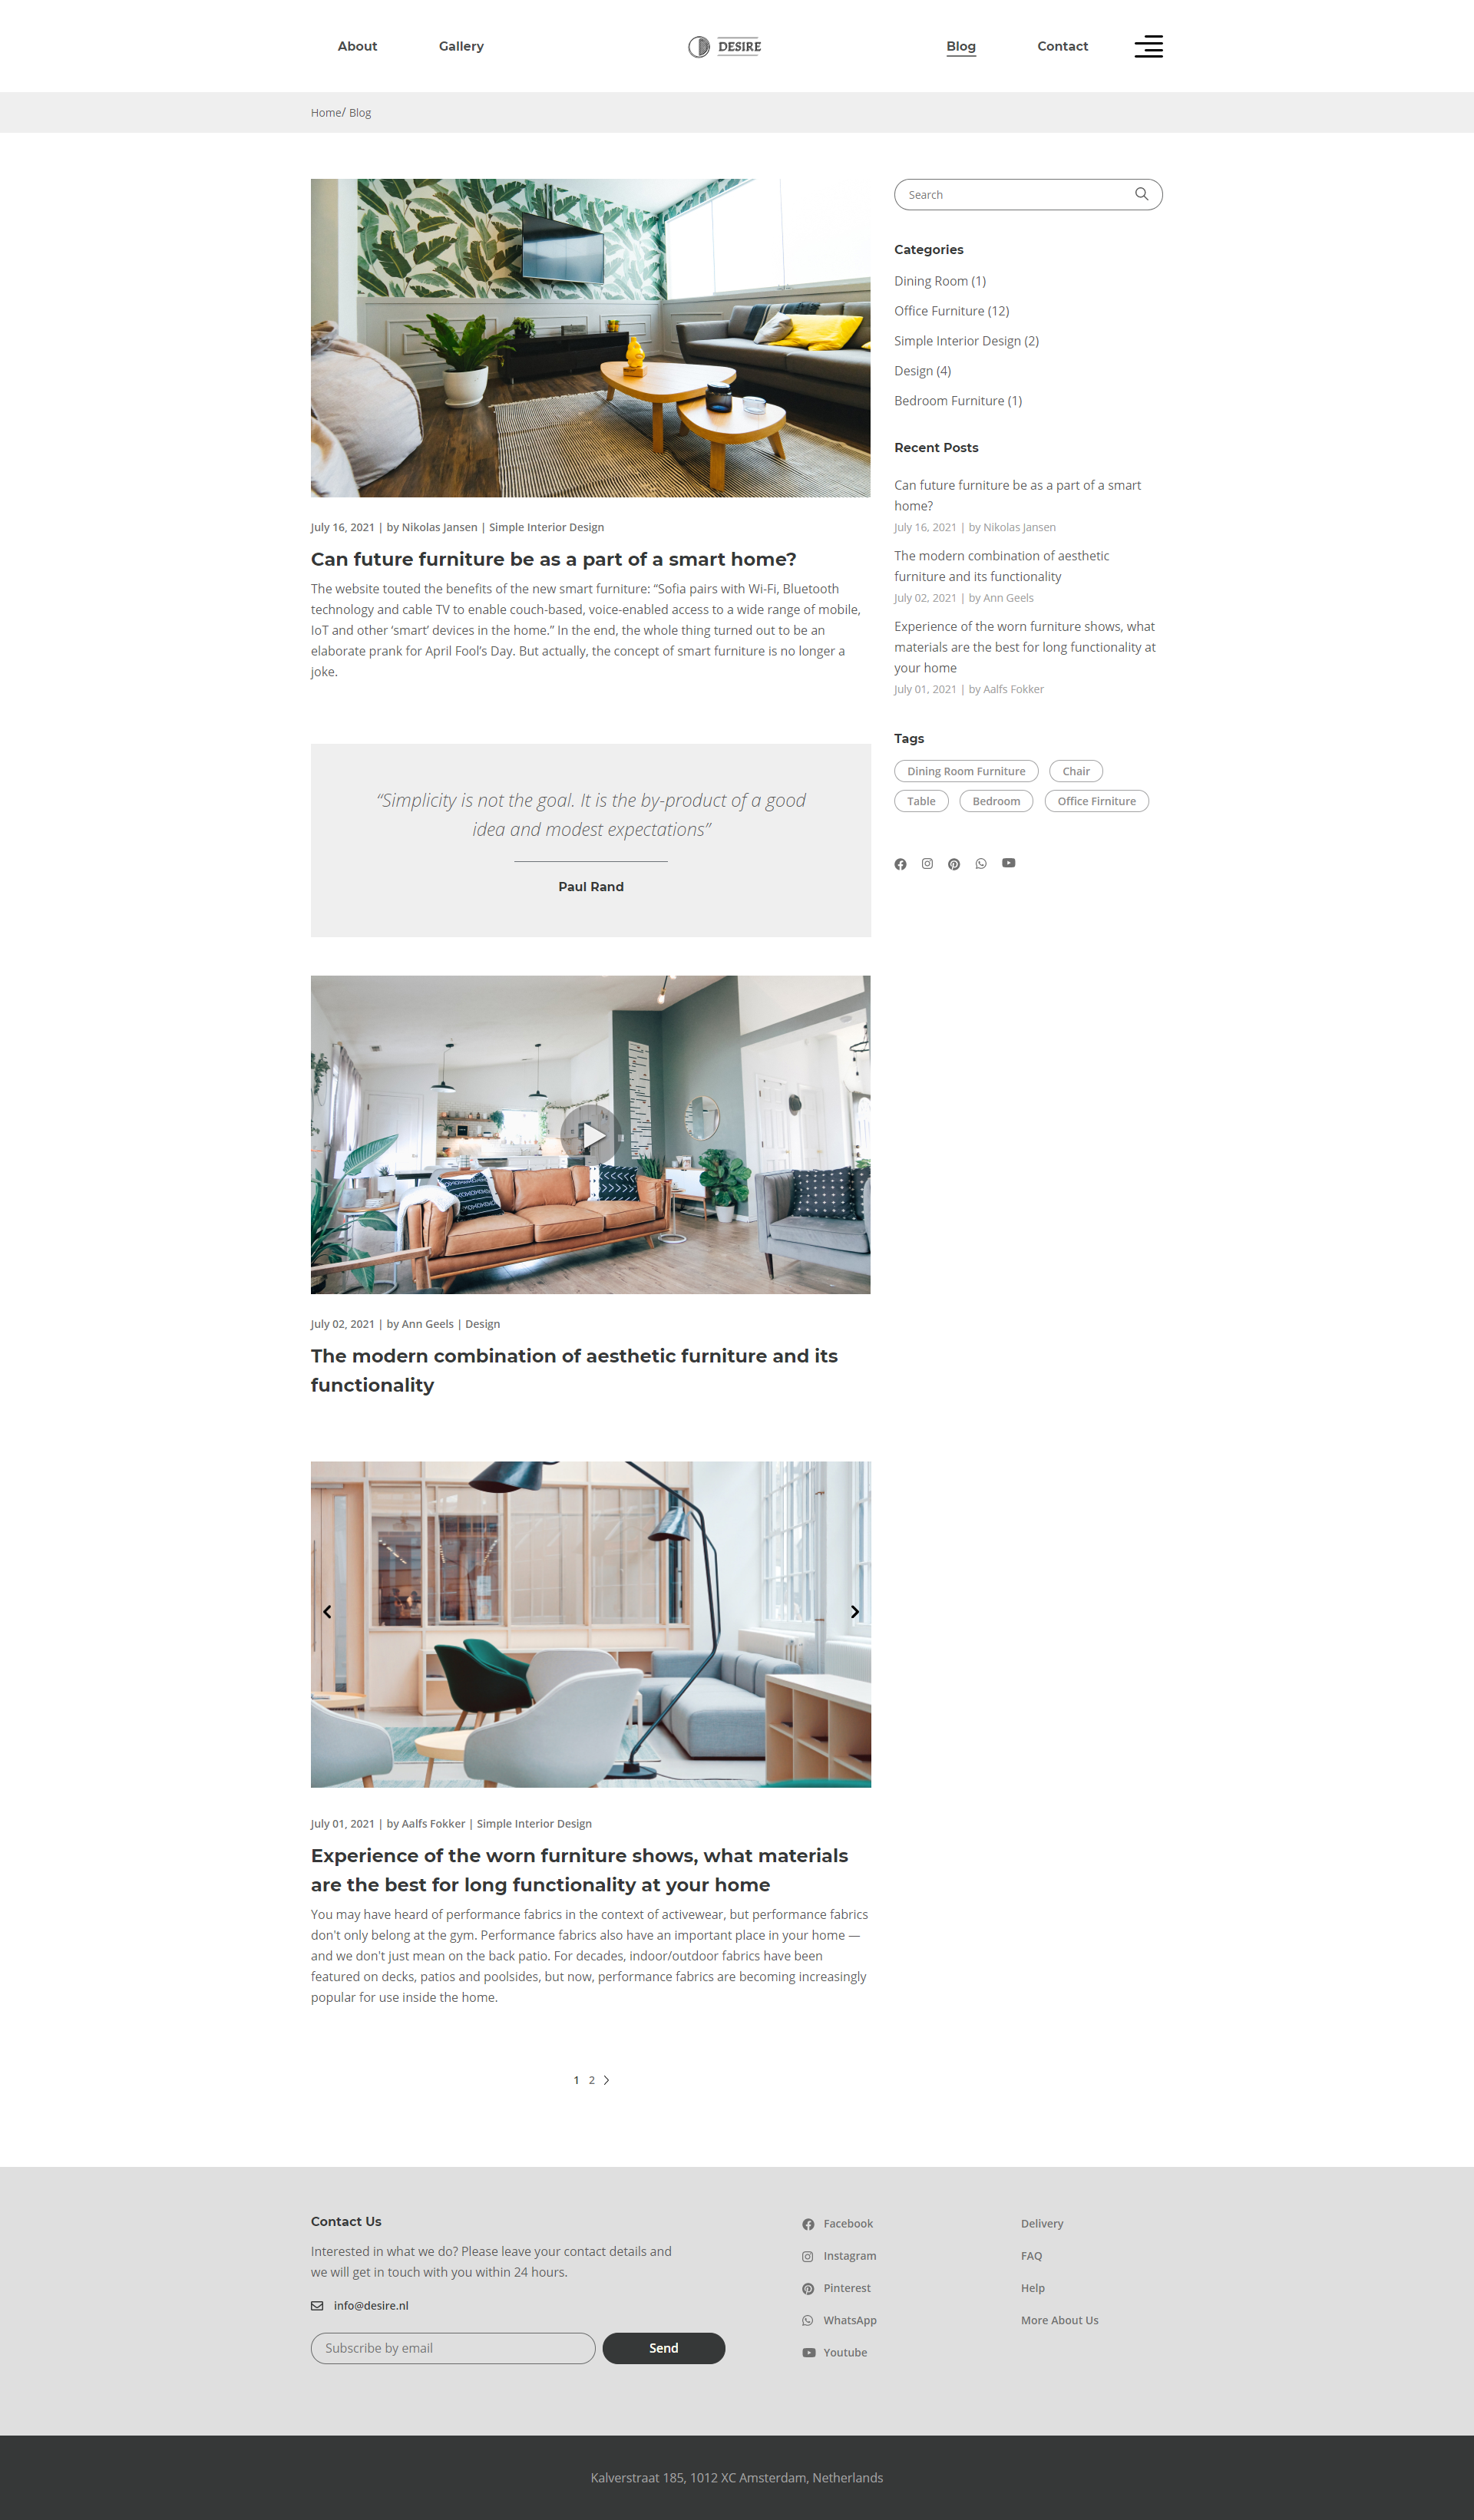 About
Gallery
DESIRE
Blog
Contact
Home/ Blog
July 16, 2021 | by Nikolas Jansen | Simple Interior Design
Can future furniture be as a part of a smart home?
The website touted the benefits of the new smart furniture: “Sofia pairs with Wi-Fi, Bluetooth
technology and cable TV to enable couch-based, voice-enabled access to a wide range of mobile,
IoT and other ‘smart’ devices in the home.” In the end, the whole thing turned out to be an
elaborate prank for April Fool’s Day. But actually, the concept of smart furniture is no longer a
joke.
“Simplicity is not the goal. It is the by-product of a good
idea and modest expectations”
Paul Rand
July 02, 2021 | by Ann Geels | Design
The modern combination of aesthetic furniture and its
functionality
July 01, 2021 | by Aalfs Fokker | Simple Interior Design
Experience of the worn furniture shows, what materials
are the best for long functionality at your home
You may have heard of performance fabrics in the context of activewear, but performance fabrics
don't only belong at the gym. Performance fabrics also have an important place in your home —
and we don't just mean on the back patio. For decades, indoor/outdoor fabrics have been
featured on decks, patios and poolsides, but now, performance fabrics are becoming increasingly
popular for use inside the home.
1 2
Search
Categories
Dining Room (1)
Office Furniture (12)
Simple Interior Design (2)
Design (4)
Bedroom Furniture (1)
Recent Posts
Can future furniture be as a part of a smart
home?
July 16, 2021 | by Nikolas Jansen
The modern combination of aesthetic
furniture and its functionality
July 02, 2021 | by Ann Geels
Experience of the worn furniture shows, what
materials are the best for long functionality at
your home
July 01, 2021 | by Aalfs Fokker
Tags
Dining Room Furniture
Chair
Table
Bedroom
Office Firniture
Contact Us
Interested in what we do? Please leave your contact details and
we will get in touch with you within 24 hours.
info@desire.nl
Subscribe by email
Send
Facebook
Instagram
Pinterest
WhatsApp
Youtube
Delivery
FAQ
Help
More About Us
Kalverstraat 185, 1012 XC Amsterdam, Netherlands